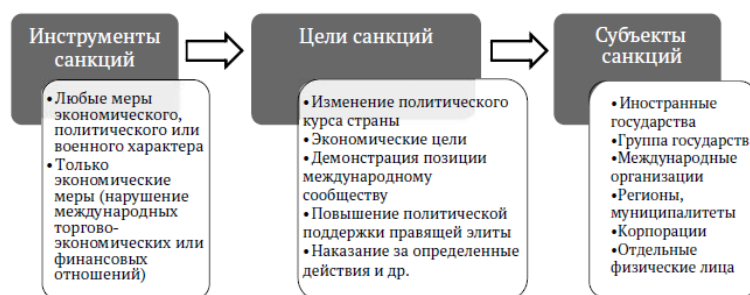 Инструменты
санкций
•Любые меры
экономического,
политического или
военного характера
•Только
экономические
меры (нарушение
международных
торгово-
экономических или
финансовых
отношений)
Цели санкций
•Изменение политического
курса страны
•Экономические цели
•Демонстрация позиции
международному
сообществу
•Повышение политической
поддержки правящей элиты
•Наказание за определенные
действия и др.
Субъекты
санкций
•Иностранные
государства
•Группа государств
•Международные
организации
•Регионы,
муниципалитеты
•Корпорации
•Отдельные
физические лица